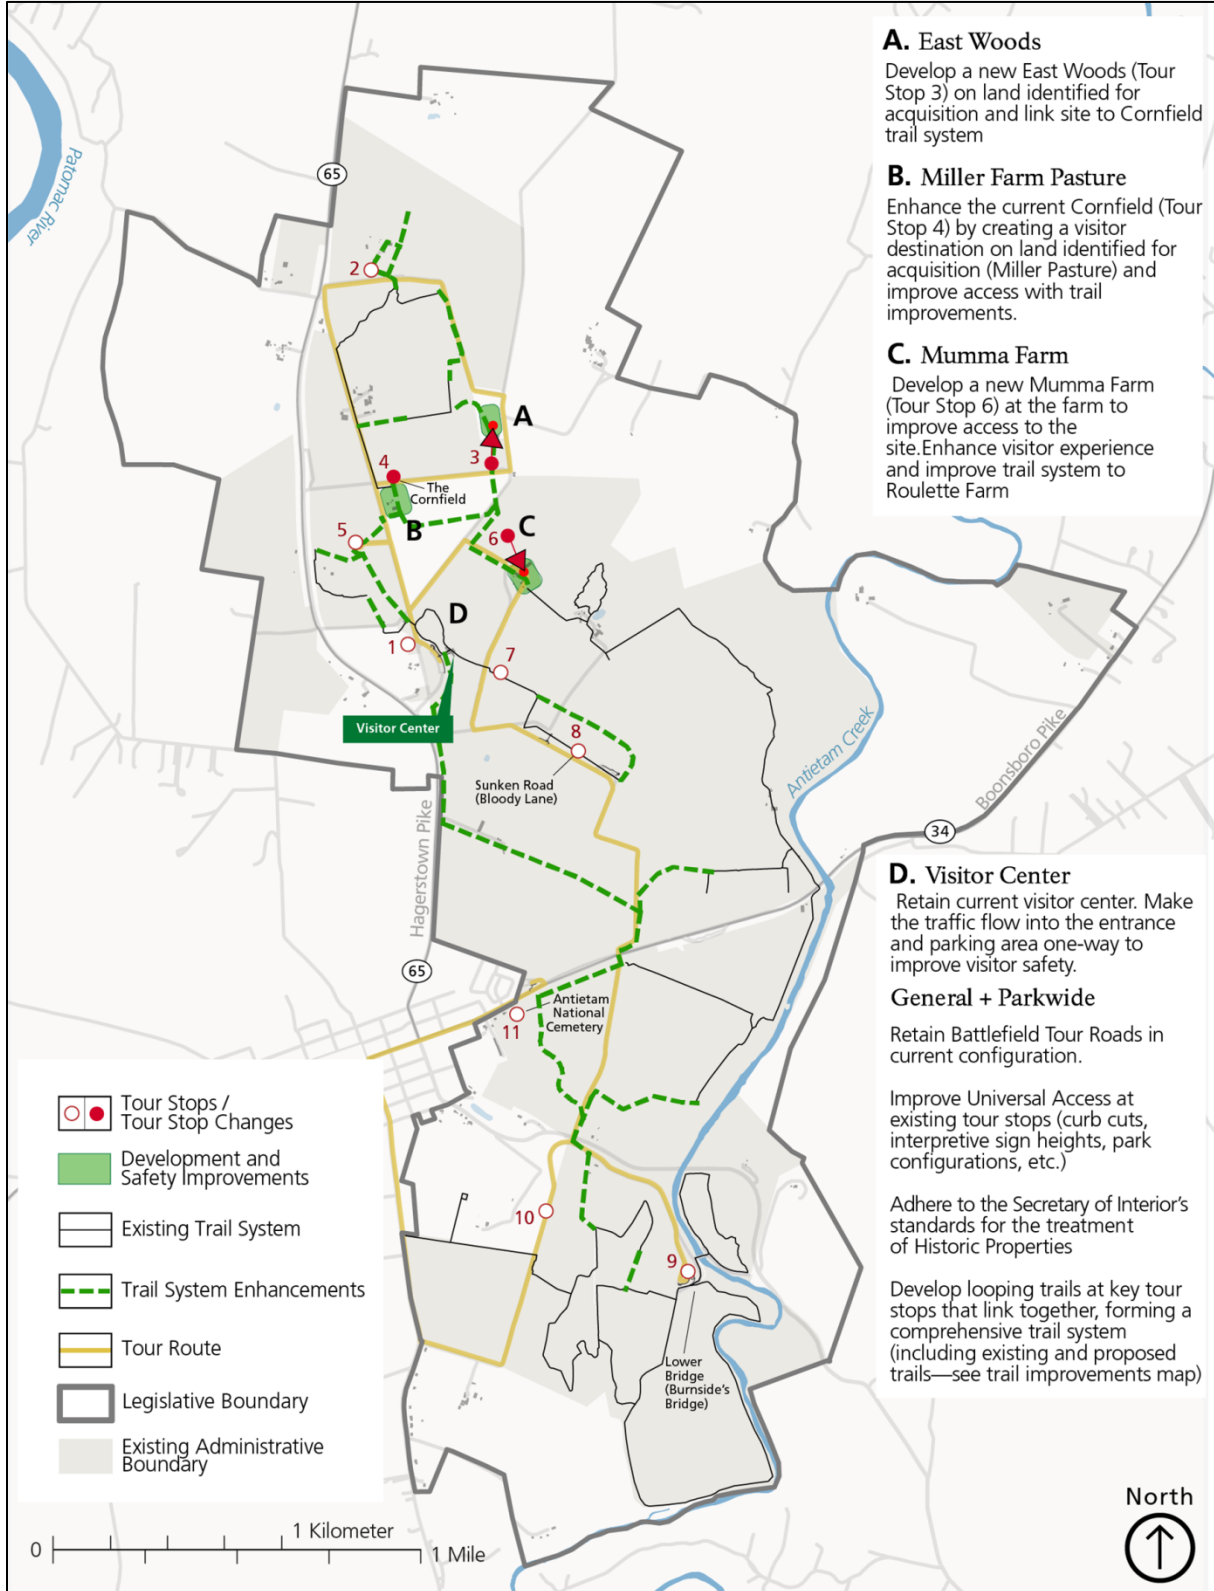 A. East Woods
Develop a new East Woods (Tour
Stop 3) on land identified for
acquisition and link site to Cornfield
trail system
B. Miller Farm Pasture
Enhance the current Cornfield (Tour
Stop 4) by creating a visitor
destination on land identified for
acquisition (Miller Pasture) and
improve access with trail
improvements.
C. Mumma Farm
Develop a new Mumma Farm
(Tour Stop 6) at the farm to
improve access to the
site.Enhance visitor experience
and improve trail system to
Roulette Farm
Patomac River
65
2
A
3
4
The
Cornfield
B
5
C
6
D
1
7
Visitor Center
8
Sunken Road
(Bloody Lane)
Antietam Creek
Boonsboro Pike
34
Hagerstown Pike
65
Antietam
National
Cemetery
11
10
9
Lower
Bridge
(Burnside's
Bridge)
D. Visitor Center
Retain current visitor center. Make
the traffic flow into the entrance
and parking area one-way to
improve visitor safety.
General + Parkwide
Retain Battlefield Tour Roads in
current configuration.
Improve Universal Access at
existing tour stops (curb cuts,
interpretive sign heights, park
configurations, etc.)
Adhere to the Secretary of Interior's
standards for the treatment
of Historic Properties
Develop looping trails at key tour
stops that link together, forming a
comprehensive trail system
(including existing and proposed
trails—see trail improvements map)
Tour Stops /
Tour Stop Changes
Development and
Safety Improvements
Existing Trail System
Trail System Enhancements
Tour Route
Legislative Boundary
Existing Administrative
Boundary
0
1 Kilometer
1 Mile
North